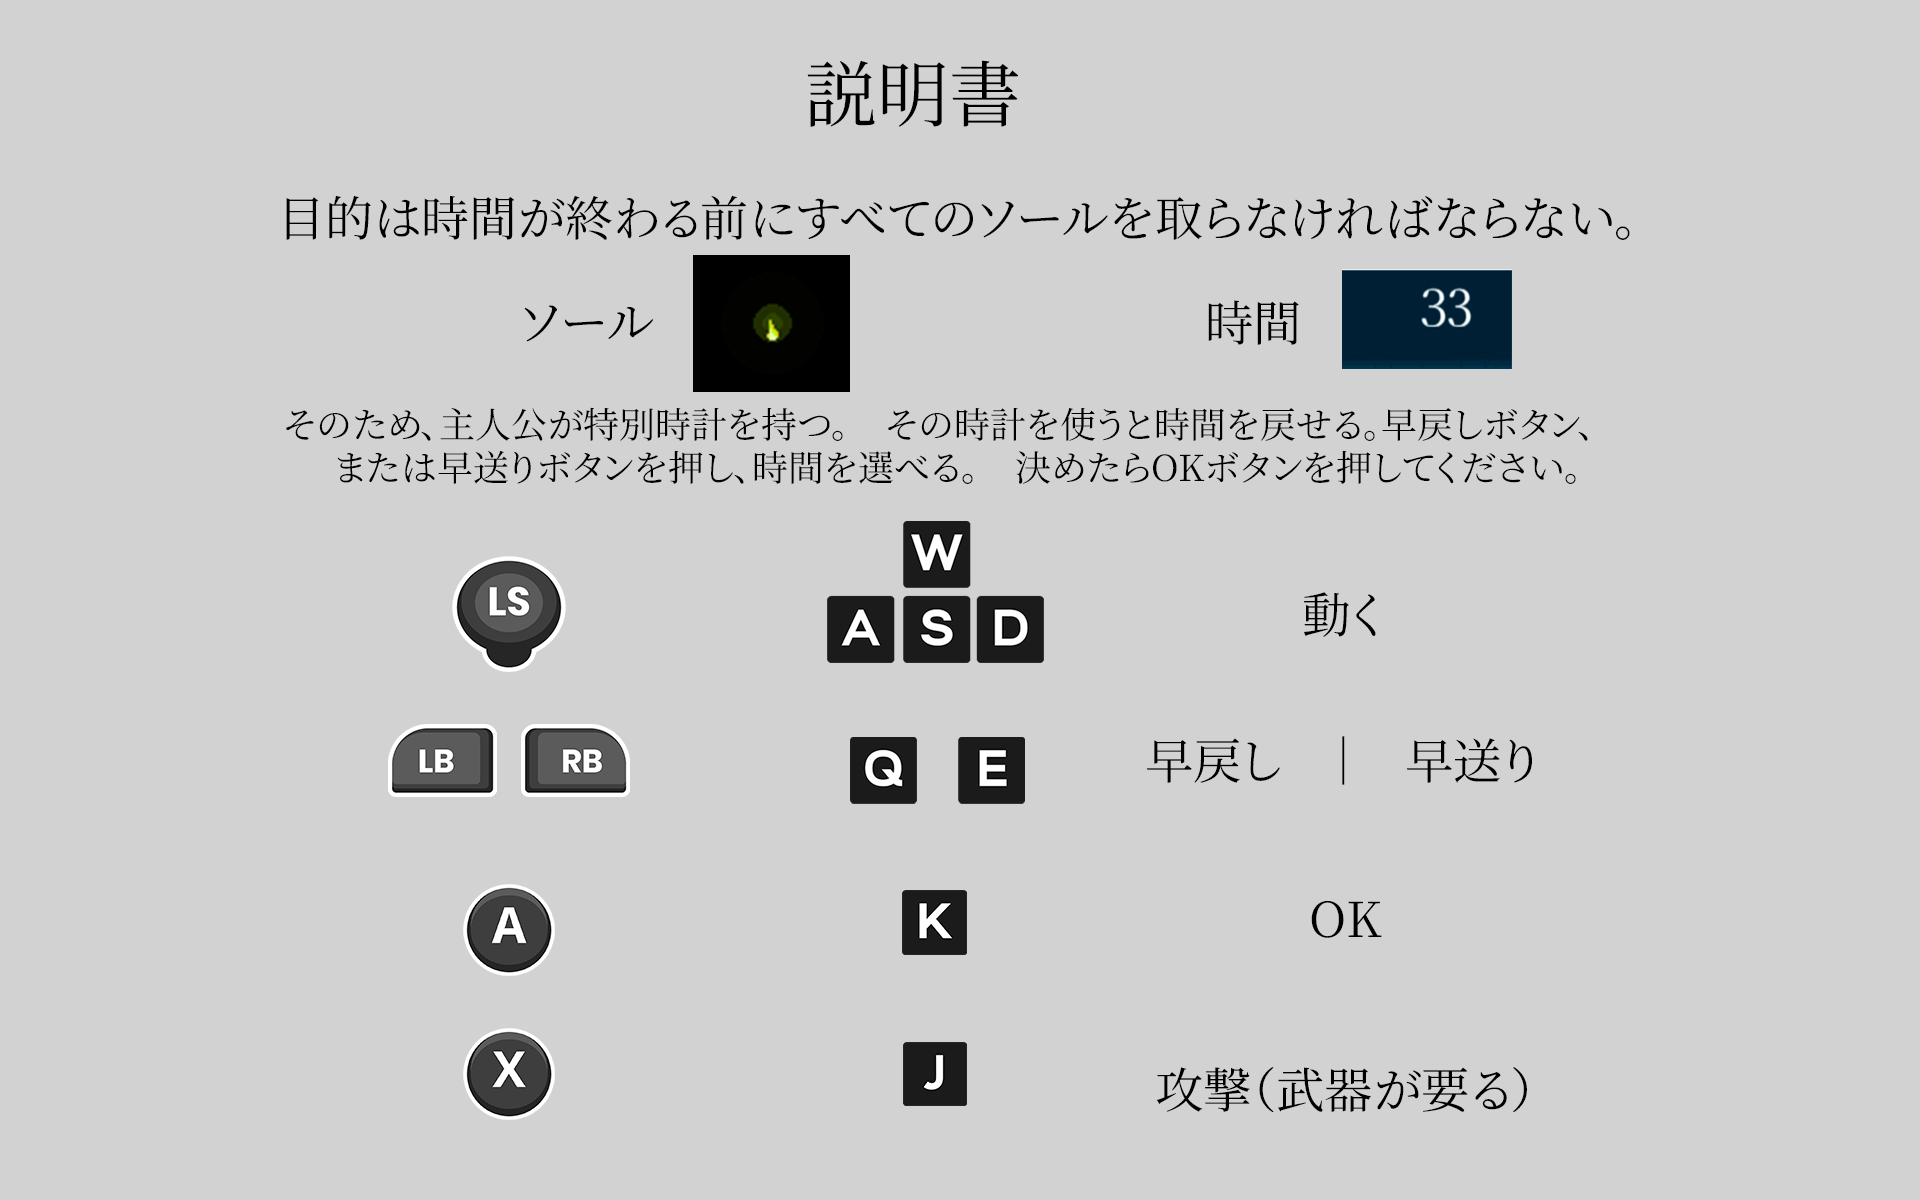 説明書
目的は時間が終わる前にすべてのソールを取らなければならない。
ソール
時間 33
そのため、主人公が特別時計を持つ。　その時計を使うと時間を戻せる。早戻しボタン、
または早送りボタンを押し、時間を選べる。　決めたらOKボタンを押してください。
LS
W
A S D
動く
LB RB Q E 早戻し ｜ 早送り
A K OK
X J 攻撃（武器が要る）